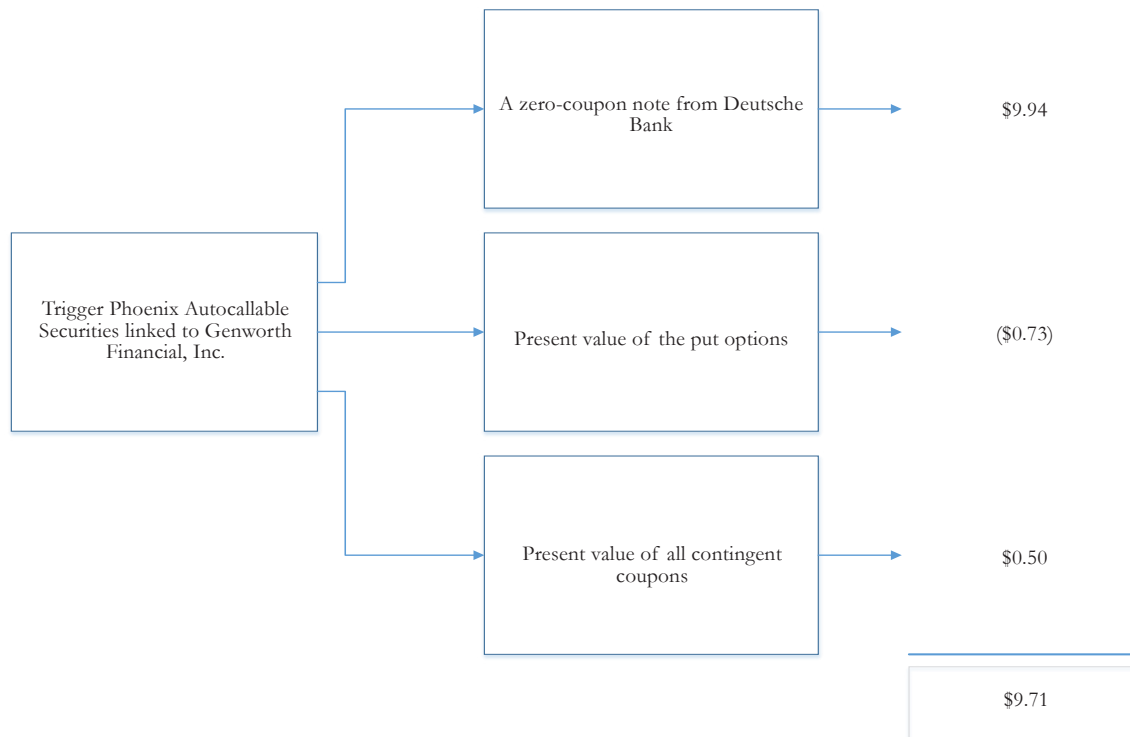 A zero-coupon note from Deutsche
Bank
$9.94
Trigger Phoenix Autocallable
Securities linked to Genworth
Financial, Inc.
Present value of the put options
($0.73)
Present value of all contingent
coupons
$0.50
$9.71